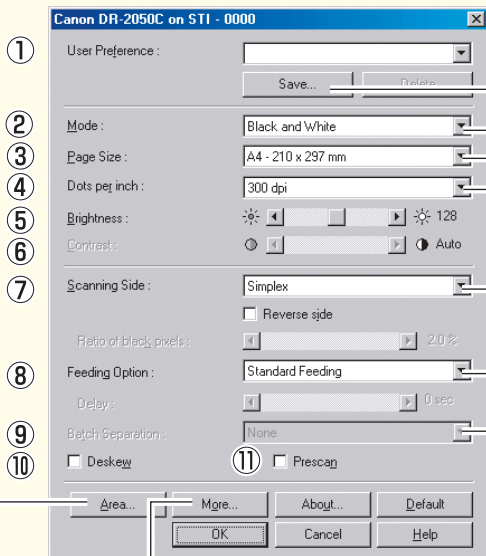 Canon DR-2050C on STI - 0000
① User Preference :
Save... Delete
② Mode : Black and White
③ Page Size : A4 - 210 x 297 mm
④ Dots per inch : 300 dpi
⑤ Brightness : 128
⑥ Contrast : Auto
⑦ Scanning Side : Simplex
Reverse side
Ratio of black pixels : 2.0 %
⑧ Feeding Option : Standard Feeding
Delay : 0 sec
⑨ Batch Separation : None
⑩ Deskew ⑪ Prescan
Area... More... About... Default
OK Cancel Help